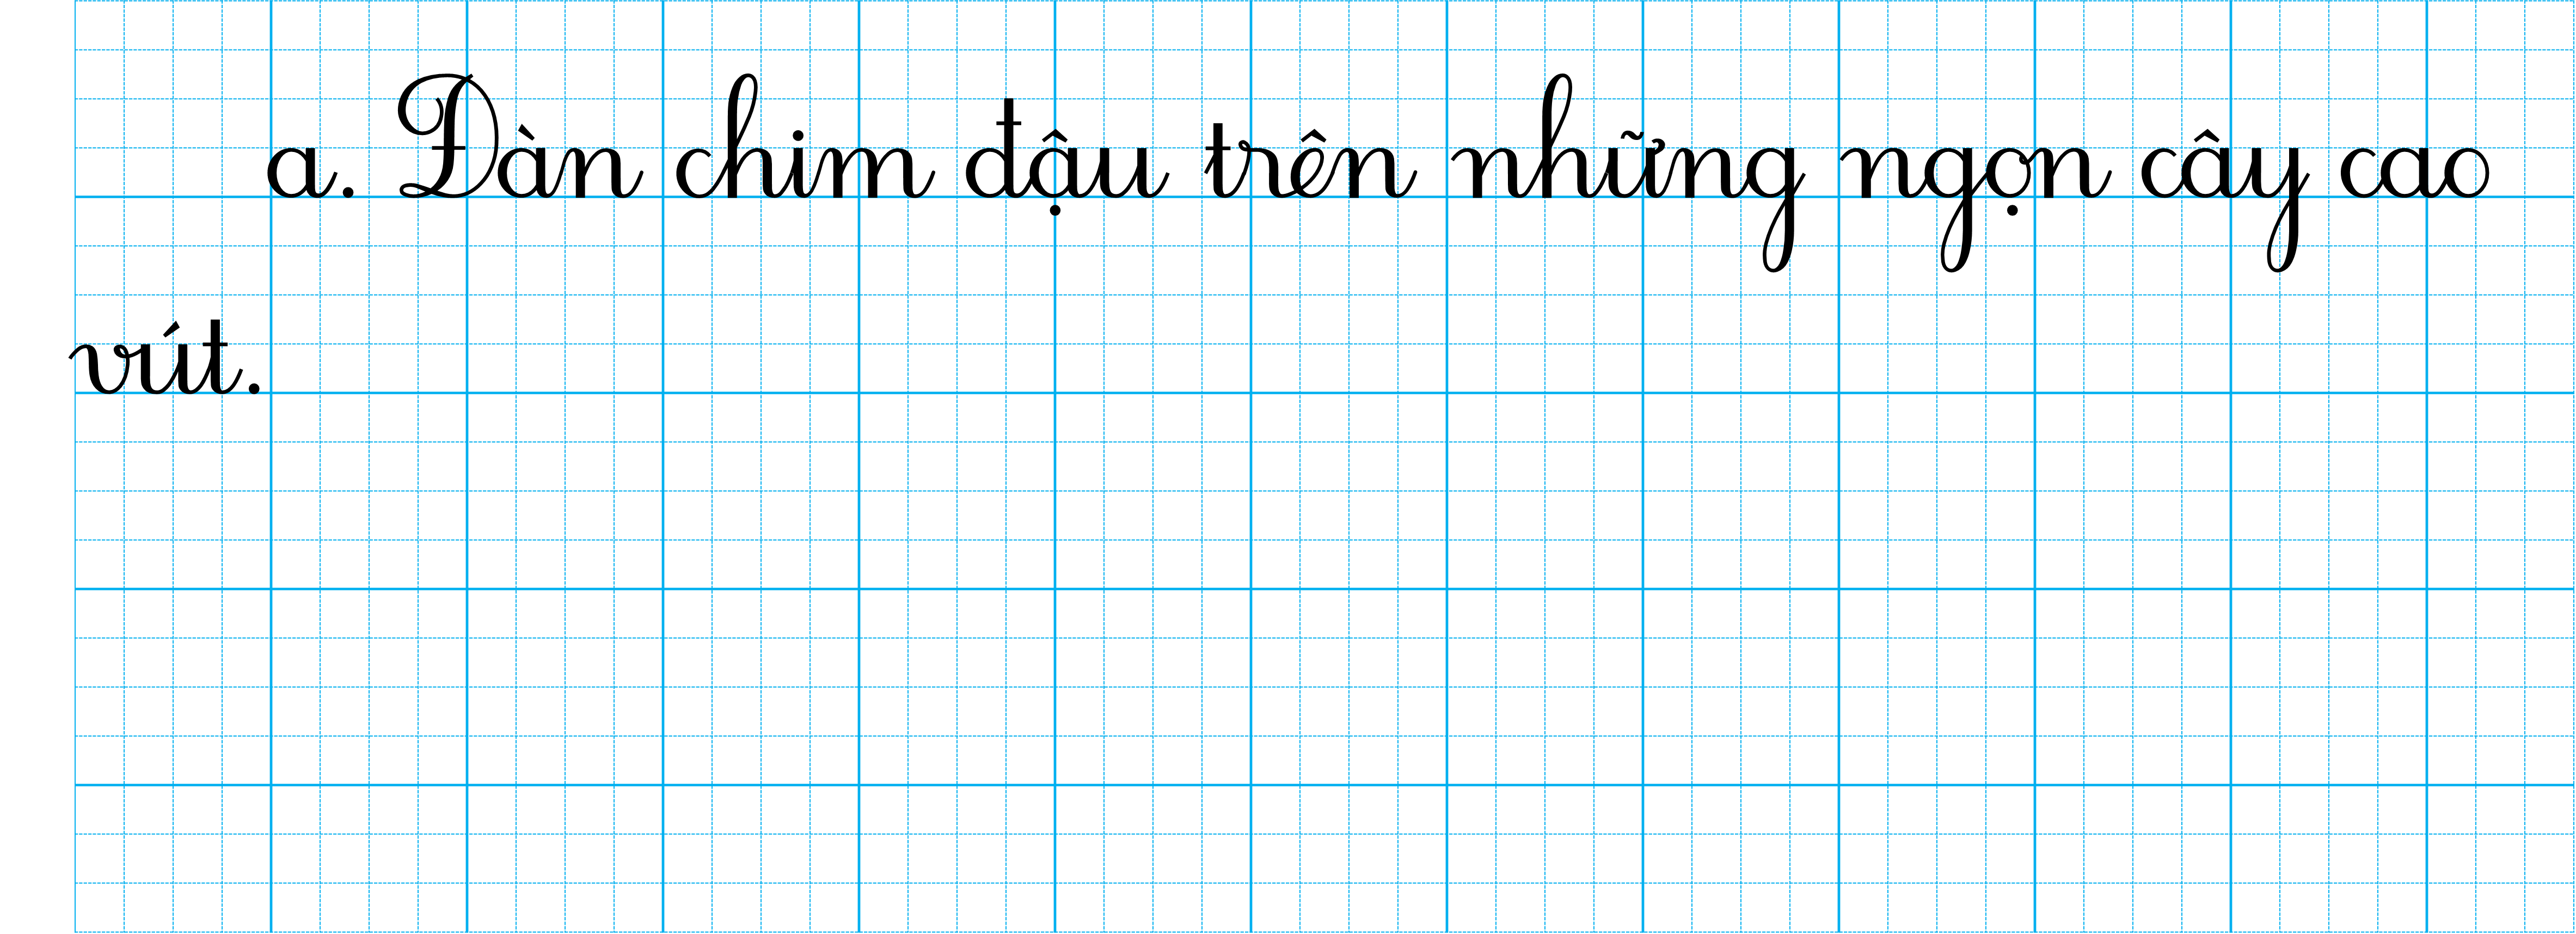 a. Đàn chim đậu trên những ngọn cây cao
vút.